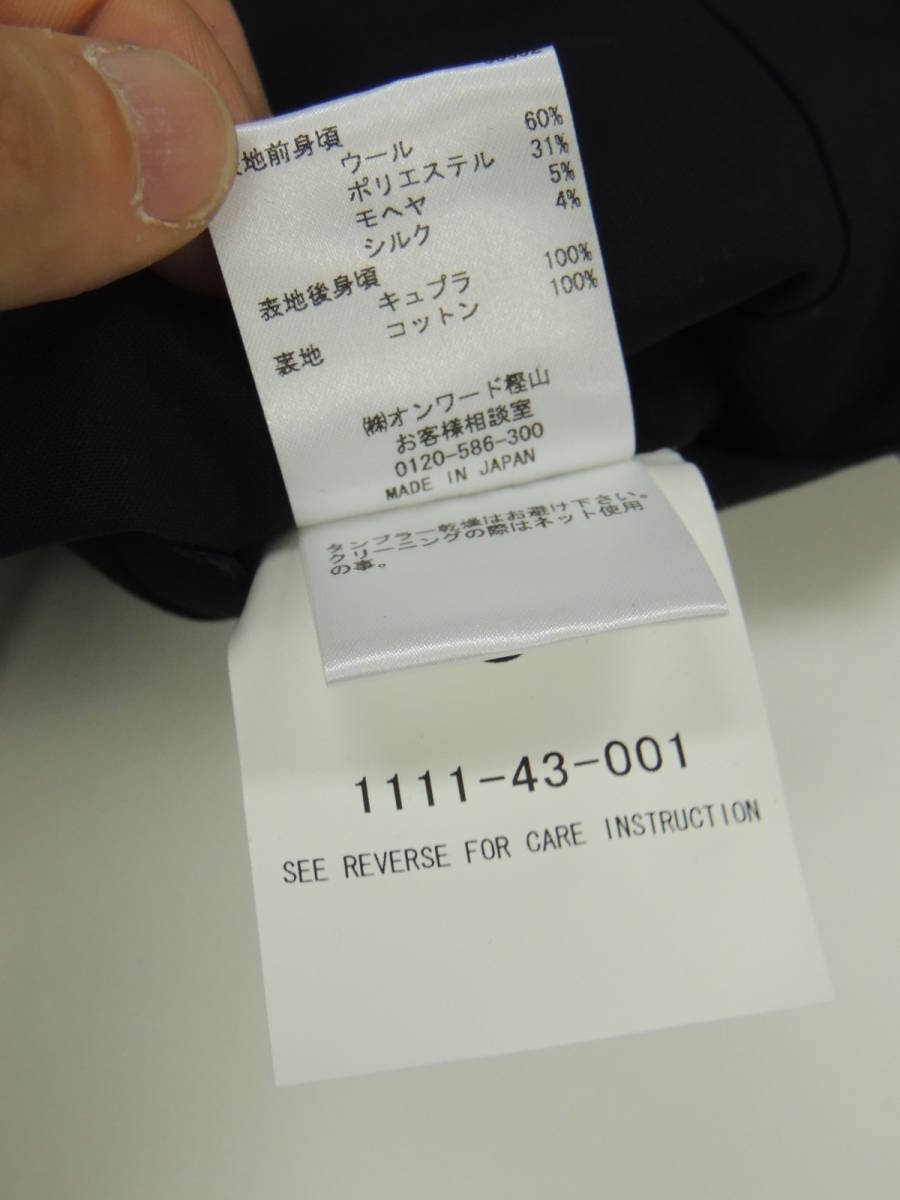 地前身頃
ウール 60%
ポリエステル 31%
モヘヤ 5%
シルク 4%
表地後身頃
キュプラ 100%
コットン 100%
裏地
㈱オンワード樫山
お客様相談室
0120-586-300
MADE IN JAPAN
タンブラー乾燥はお避け下さい。
クリーニングの際はネット使用
の事。
1111-43-001
SEE REVERSE FOR CARE INSTRUCTION